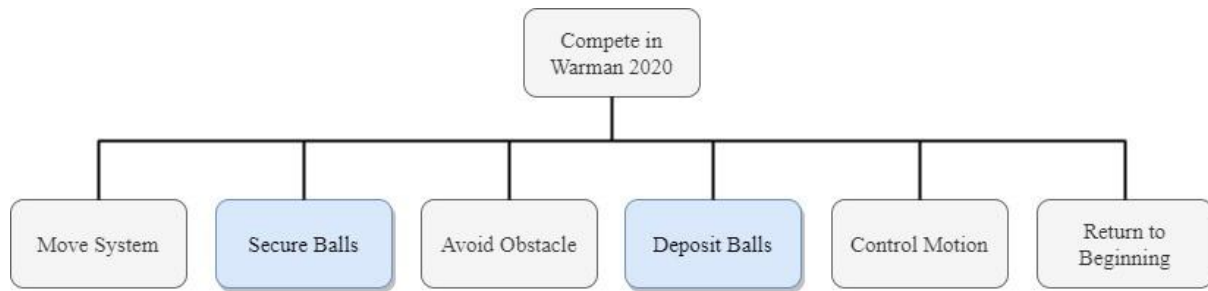 Compete in
Warman 2020
Move System
Secure Balls
Avoid Obstacle
Deposit Balls
Control Motion
Return to
Beginning